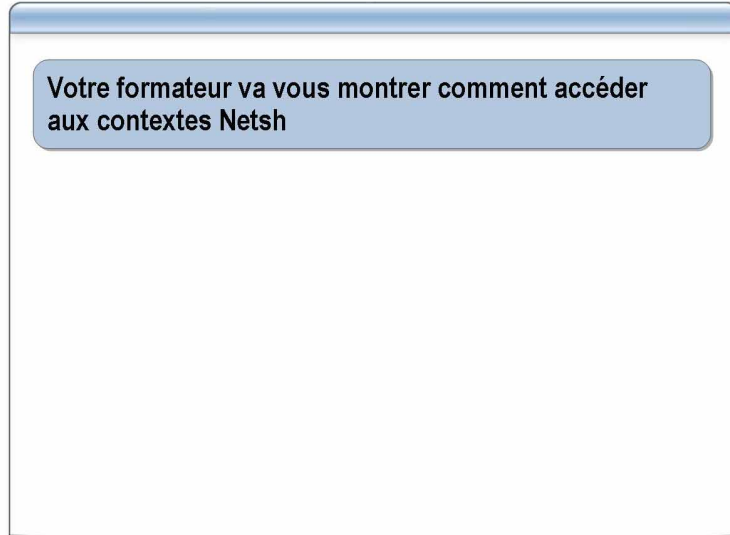 Votre formateur va vous montrer comment accéder
aux contextes Netsh